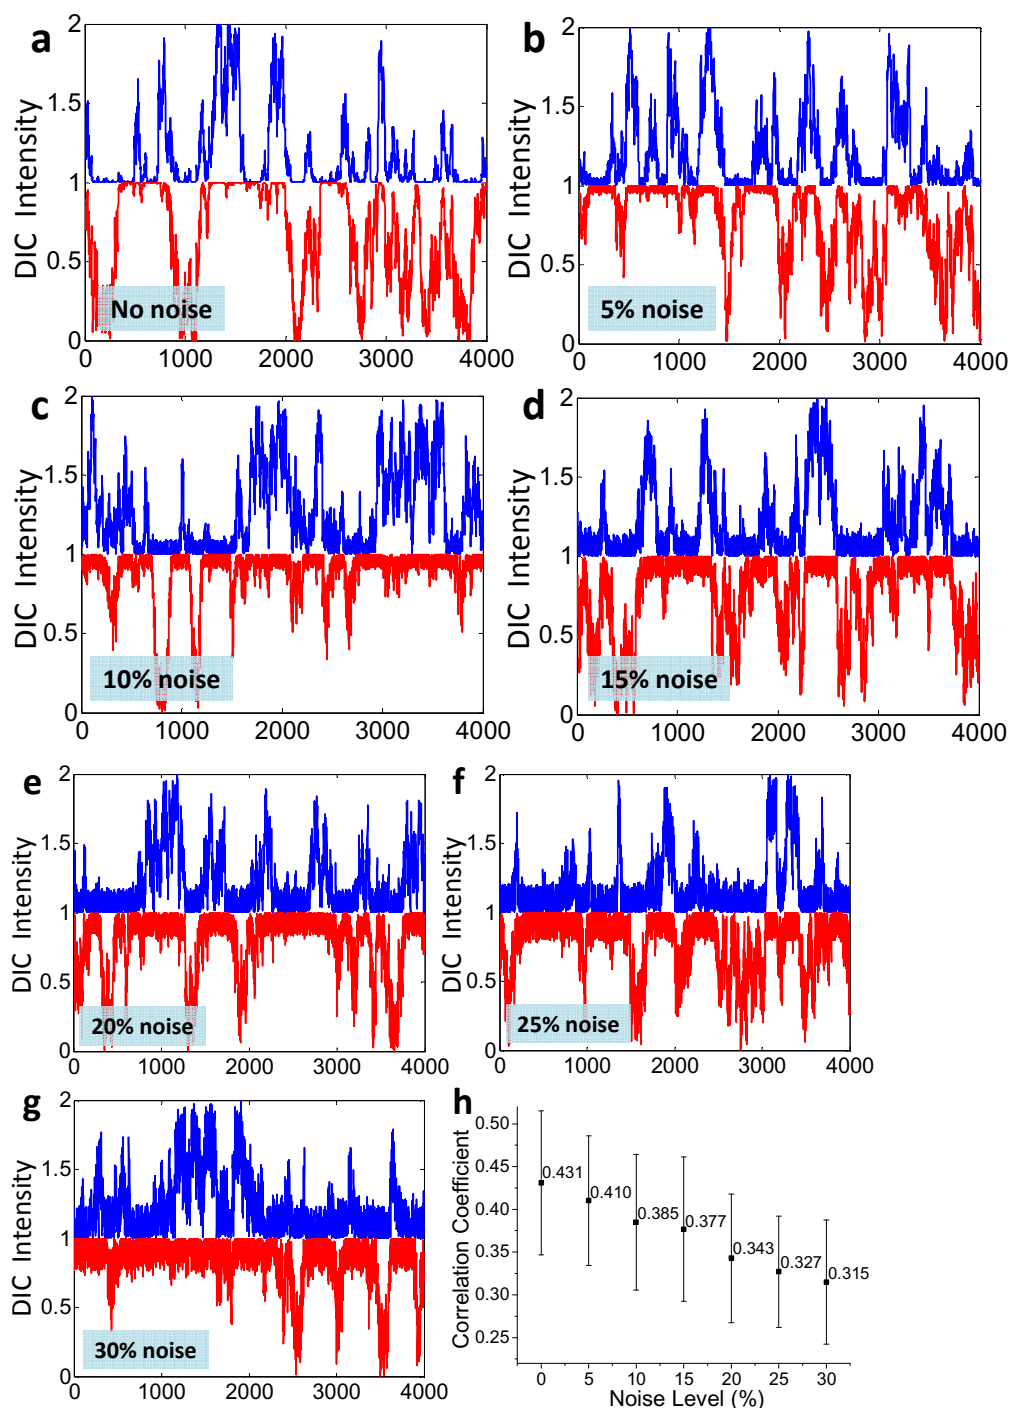 a
2
1.5
1
0.5
0
DIC Intensity
No noise
0 1000 2000 3000 4000
b
2
1.5
1
0.5
0
DIC Intensity
5% noise
0 1000 2000 3000 4000
c
2
1.5
1
0.5
0
DIC Intensity
10% noise
0 1000 2000 3000 4000
d
2
1.5
1
0.5
0
DIC Intensity
15% noise
0 1000 2000 3000 4000
e
2
1.5
1
0.5
0
DIC Intensity
20% noise
0 1000 2000 3000 4000
f
2
1.5
1
0.5
0
DIC Intensity
25% noise
0 1000 2000 3000 4000
g
2
1.5
1
0.5
0
DIC Intensity
30% noise
0 1000 2000 3000 4000
h
0.50
0.45
0.40
0.35
0.30
0.25
Correlation Coefficient
0.431
0.410
0.385
0.377
0.343
0.327
0.315
0 5 10 15 20 25 30
Noise Level (%)